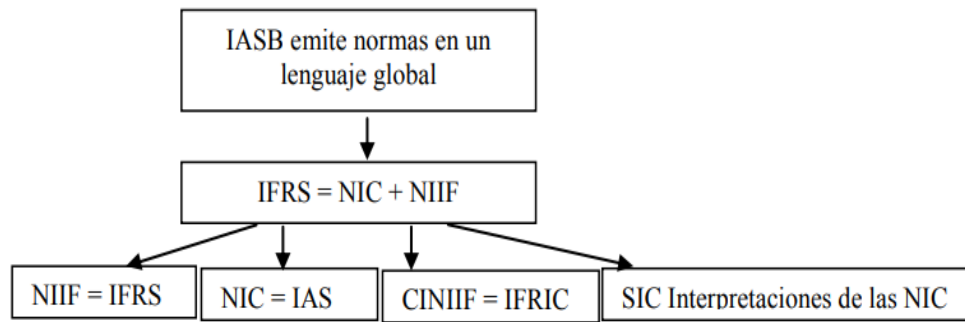 IASB emite normas en un
lenguaje global
IFRS = NIC + NIIF
NIIF = IFRS
NIC = IAS
CINIIF = IFRIC
SIC Interpretaciones de las NIC